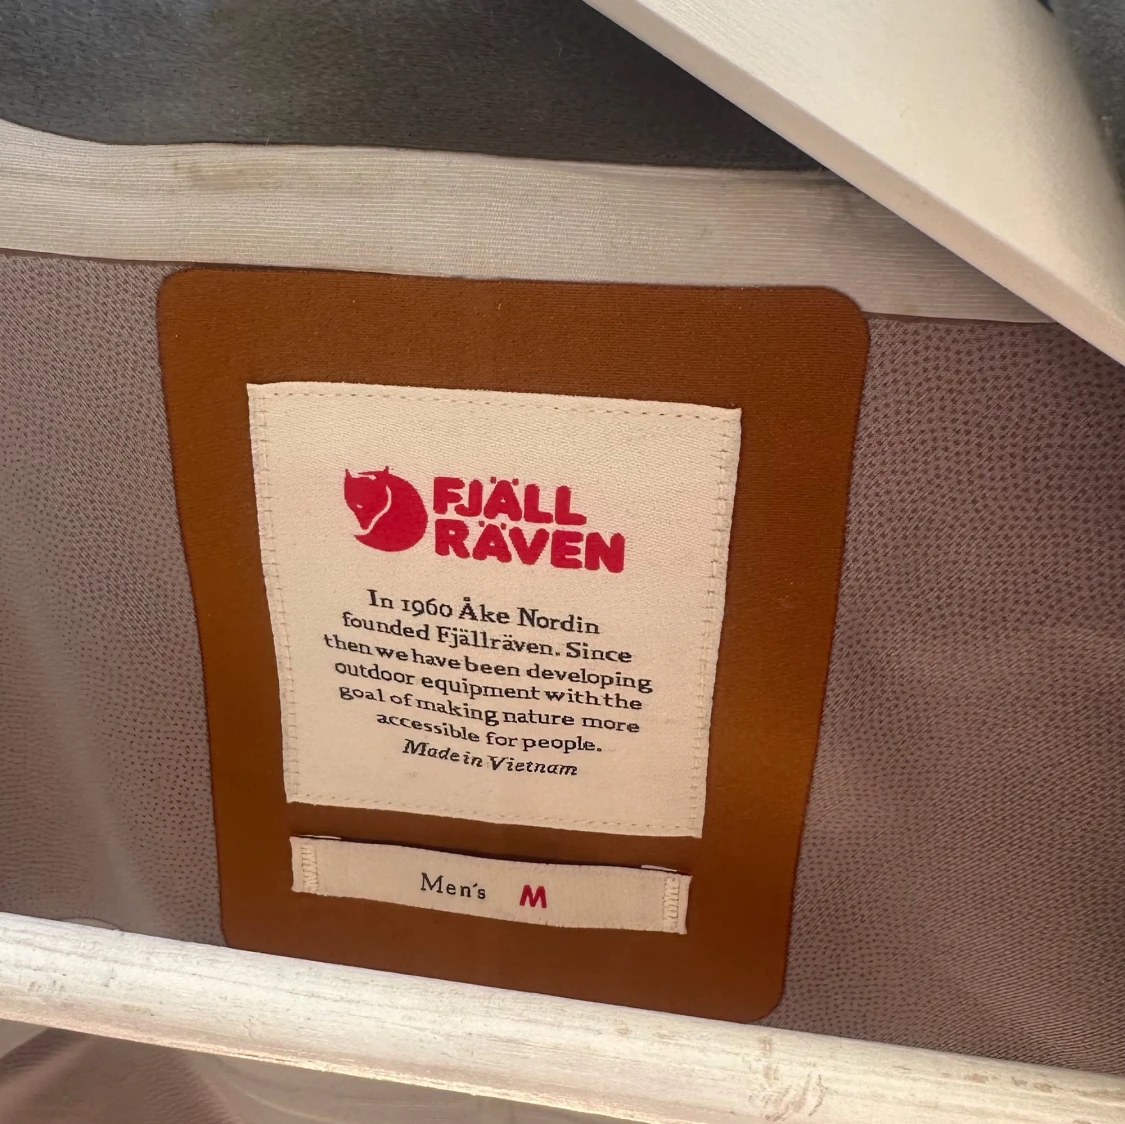 FJÄLL
RÄVEN
In 1960 Åke Nordin
founded Fjällräven. Since
then we have been developing
outdoor equipment with the
goal of making nature more
accessible for people.
Made in Vietnam
Men's M